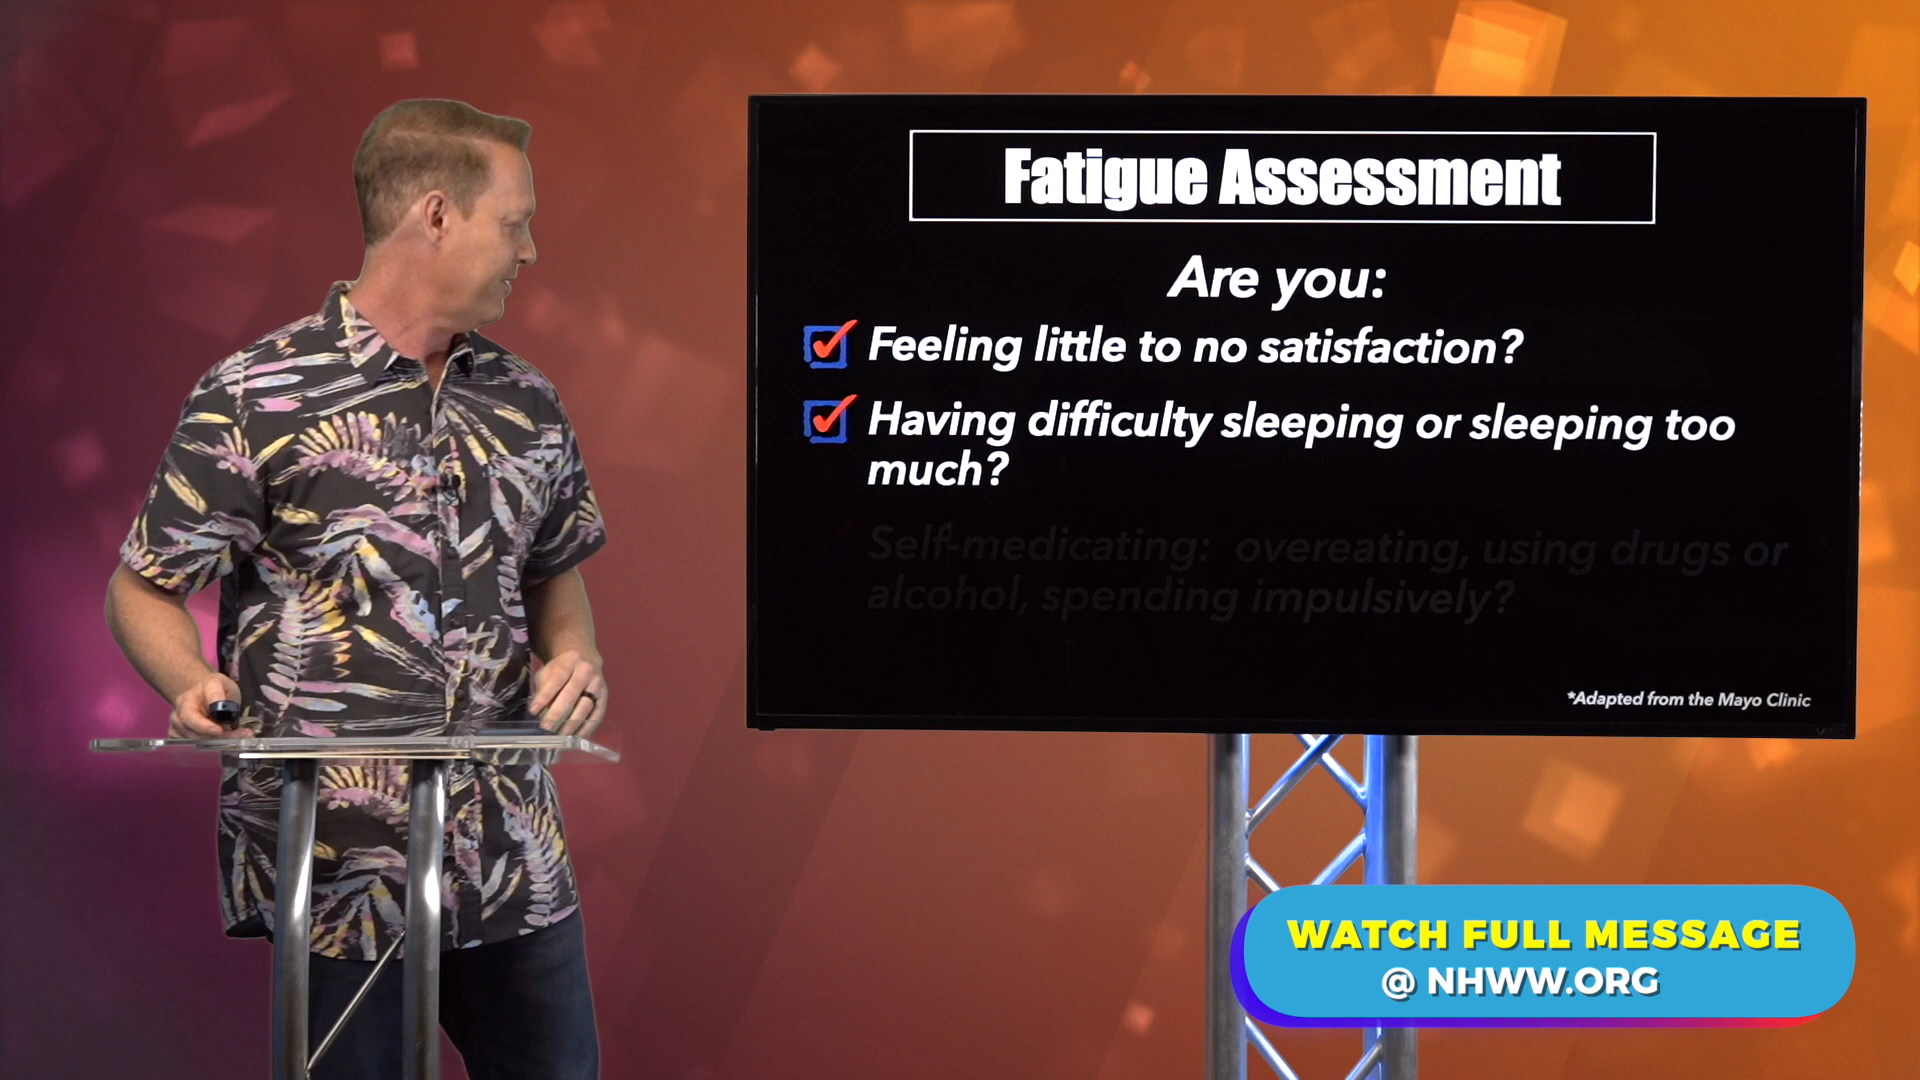 Fatigue Assessment
Are you:
Feeling little to no satisfaction?
Having difficulty sleeping or sleeping too
much?
Self-medicating: overeating, using drugs or
alcohol, spending impulsively?
*Adapted from the Mayo Clinic
WATCH FULL MESSAGE
@ NHWW.ORG